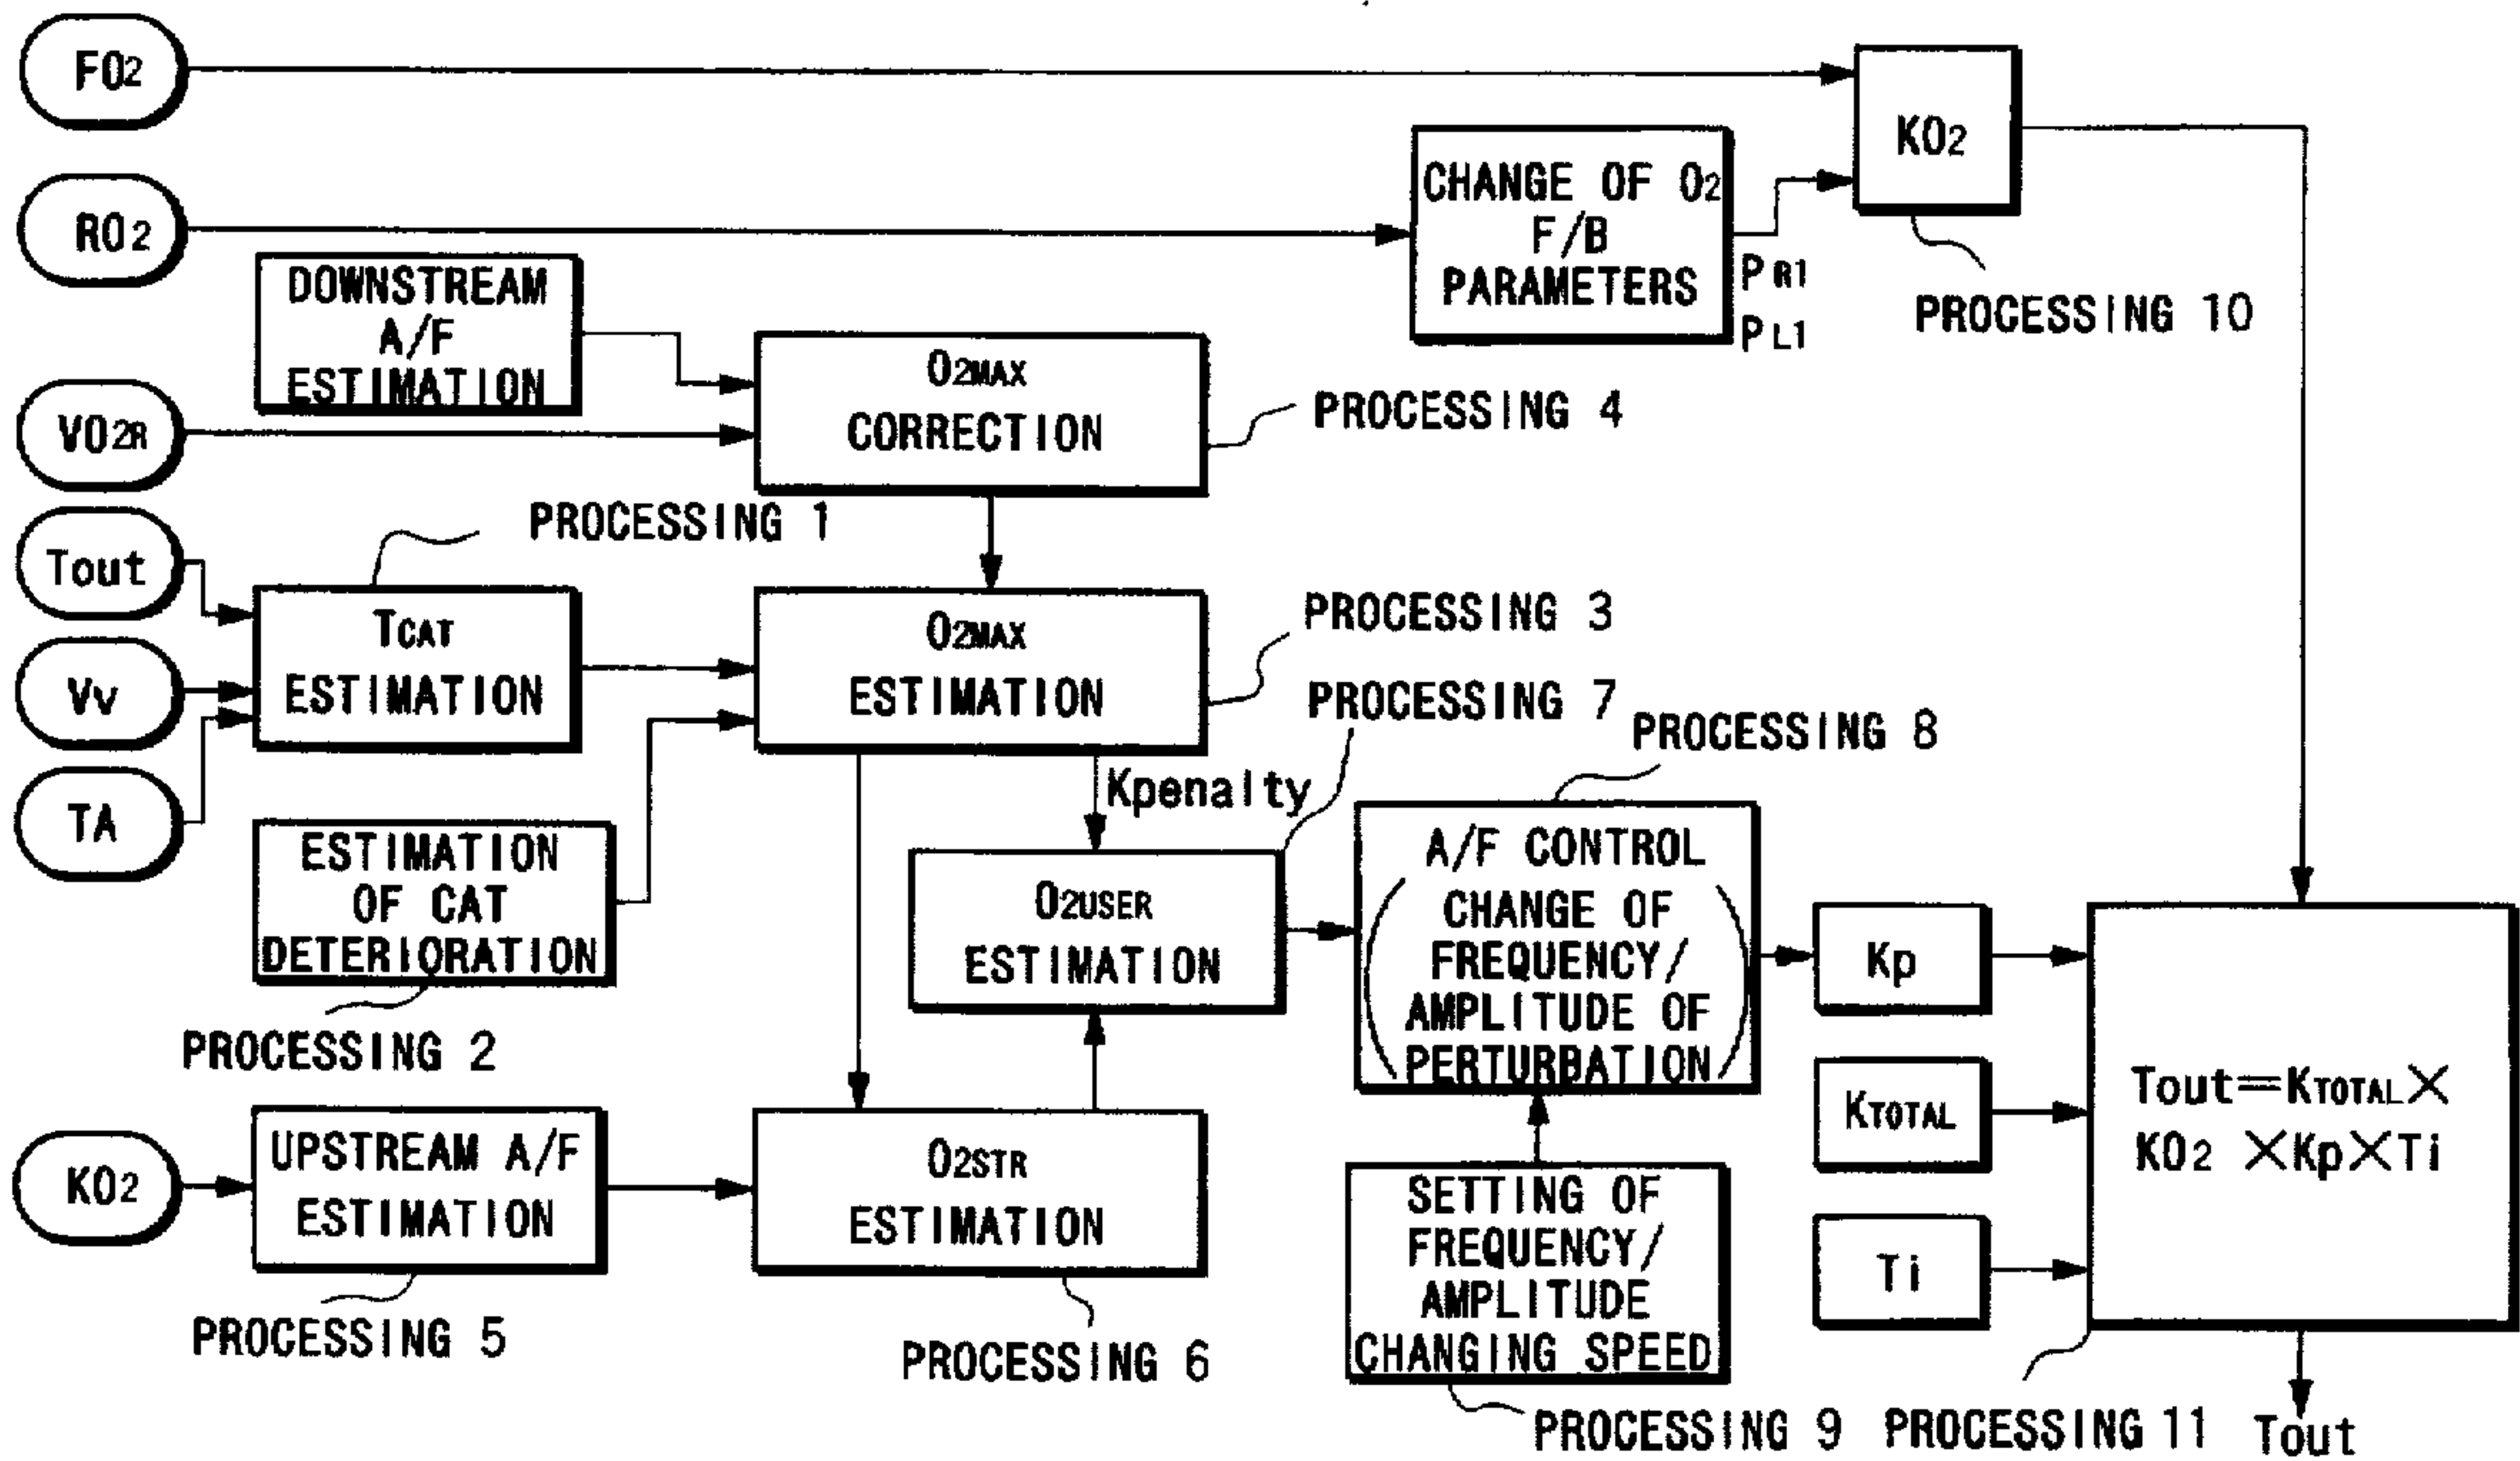 FO2
KO2
CHANGE OF O2
F/B
PARAMETERS
RO2
PR1
PL1
PROCESSING 10
DOWNSTREAM
A/F
ESTIMATION
O2MAX
CORRECTION
PROCESSING 4
VO2R
PROCESSING 1
Tout
TCAT
ESTIMATION
O2MAX
ESTIMATION
PROCESSING 3
PROCESSING 7
PROCESSING 8
Vv
TA
Kpenalty
ESTIMATION
OF CAT
DETERIORATION
PROCESSING 2
O2USER
ESTIMATION
A/F CONTROL
(CHANGE OF
FREQUENCY/
AMPLITUDE OF
PERTURBATION)
Kp
KTOTAL
Ti
Tout=KTOTAL×
KO2 ×Kp×Ti
KO2
UPSTREAM A/F
ESTIMATION
PROCESSING 5
O2STR
ESTIMATION
PROCESSING 6
SETTING OF
FREQUENCY/
AMPLITUDE
CHANGING SPEED
PROCESSING 9
PROCESSING 11
Tout